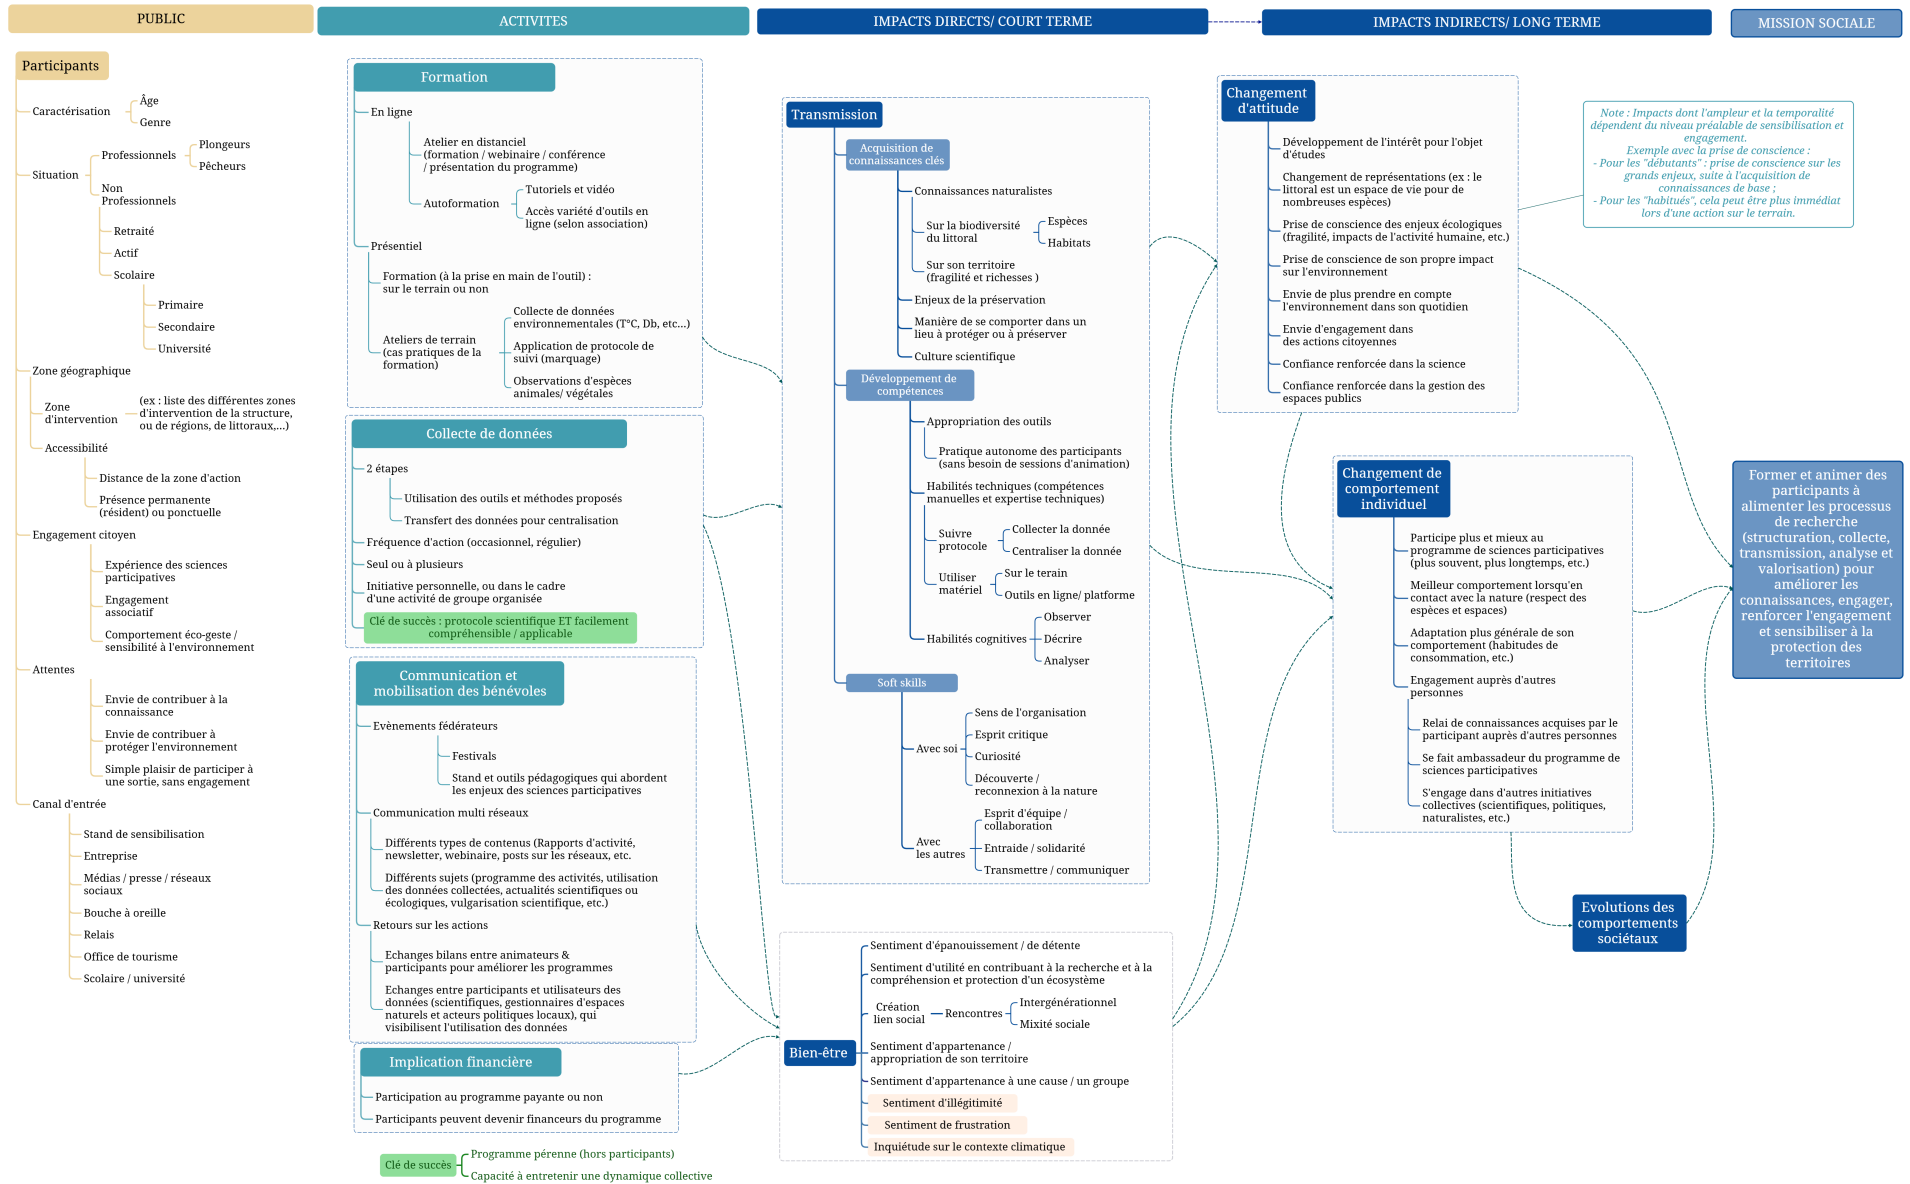 PUBLIC
Participants
Caractérisation
Âge
Genre
Situation
Professionnels
Plongeurs
Pêcheurs
Non
Professionnels
Retraité
Actif
Scolaire
Primaire
Secondaire
Université
Zone géographique
Zone
d'intervention
(ex : liste des différentes zones
d'intervention de la structure,
ou de régions, de littoraux,...)
Accessibilité
Distance de la zone d'action
Présence permanente
(résident) ou ponctuelle
Engagement citoyen
Expérience des sciences
participatives
Engagement
associatif
Comportement éco-geste /
sensibilité à l'environnement
Attentes
Envie de contribuer à la
connaissance
Envie de contribuer à
protéger l'environnement
Simple plaisir de participer à
une sortie, sans engagement
Canal d'entrée
Stand de sensibilisation
Entreprise
Médias / presse / réseaux
sociaux
Bouche à oreille
Relais
Office de tourisme
Scolaire / université
ACTIVITES
Formation
En ligne
Atelier en distanciel
(formation / webinaire / conférence
/ présentation du programme)
Autoformation
Tutoriels et vidéo
Accès variété d'outils en
ligne (selon association)
Présentiel
Formation (à la prise en main de l'outil) :
sur le terrain ou non
Ateliers de terrain
(cas pratiques de la
formation)
Collecte de données
environnementales (T°C, Db, etc...)
Application de protocole de
suivi (marquage)
Observations d'espèces
animales/ végétales
Collecte de données
2 étapes
Utilisation des outils et méthodes proposés
Transfert des données pour centralisation
Fréquence d'action (occasionnel, régulier)
Seul ou à plusieurs
Initiative personnelle, ou dans le cadre
d'une activité de groupe organisée
Clé de succès : protocole scientifique ET facilement
compréhensible / applicable
Communication et
mobilisation des bénévoles
Evènements fédérateurs
Festivals
Stand et outils pédagogiques qui abordent
les enjeux des sciences participatives
Communication multi réseaux
Différents types de contenus (Rapports d'activité,
newsletter, webinaire, posts sur les réseaux, etc.
Différents sujets (programme des activités, utilisation
des données collectées, actualités scientifiques ou
écologiques, vulgarisation scientifique, etc.)
Retours sur les actions
Echanges bilans entre animateurs &
participants pour améliorer les programmes
Echanges entre participants et utilisateurs des
données (scientifiques, gestionnaires d'espaces
naturels et acteurs politiques locaux), qui
visibilisent l'utilisation des données
Implication financière
Participation au programme payante ou non
Participants peuvent devenir financeurs du programme
Clé de succès
Programme pérenne (hors participants)
Capacité à entretenir une dynamique collective
IMPACTS DIRECTS/ COURT TERME
Transmission
Acquisition de
connaissances clés
Connaissances naturalistes
Sur la biodiversité
du littoral
Espèces
Habitats
Sur son territoire
(fragilité et richesses )
Enjeux de la préservation
Manière de se comporter dans un
lieu à protéger ou à préserver
Culture scientifique
Développement de
compétences
Appropriation des outils
Pratique autonome des participants
(sans besoin de sessions d'animation)
Habilités techniques (compétences
manuelles et expertise techniques)
Suivre
protocole
Collecter la donnée
Centraliser la donnée
Utiliser
matériel
Sur le terain
Outils en ligne/ platforme
Habilités cognitives
Observer
Décrire
Analyser
Soft skills
Avec soi
Sens de l'organisation
Esprit critique
Curiosité
Découverte /
reconnexion à la nature
Avec
les autres
Esprit d'équipe /
collaboration
Entraide / solidarité
Transmettre / communiquer
Bien-être
Sentiment d'épanouissement / de détente
Sentiment d'utilité en contribuant à la recherche et à la
compréhension et protection d'un écosystème
Création
lien social
Rencontres
Intergénérationnel
Mixité sociale
Sentiment d'appartenance /
appropriation de son territoire
Sentiment d'appartenance à une cause / un groupe
Sentiment d'illégitimité
Sentiment de frustration
Inquiétude sur le contexte climatique
IMPACTS INDIRECTS/ LONG TERME
Changement
d'attitude
Développement de l'intérêt pour l'objet
d'études
Changement de représentations (ex : le
littoral est un espace de vie pour de
nombreuses espèces)
Prise de conscience des enjeux écologiques
(fragilité, impacts de l'activité humaine, etc.)
Prise de conscience de son propre impact
sur l'environnement
Envie de plus prendre en compte
l'environnement dans son quotidien
Envie d'engagement dans
des actions citoyennes
Confiance renforcée dans la science
Confiance renforcée dans la gestion des
espaces publics
Changement de
comportement
individuel
Participe plus et mieux au
programme de sciences participatives
(plus souvent, plus longtemps, etc.)
Meilleur comportement lorsqu'en
contact avec la nature (respect des
espèces et espaces)
Adaptation plus générale de son
comportement (habitudes de
consommation, etc.)
Engagement auprès d'autres
personnes
Relai de connaissances acquises par le
participant auprès d'autres personnes
Se fait ambassadeur du programme de
sciences participatives
S'engage dans d'autres initiatives
collectives (scientifiques, politiques,
naturalistes, etc.)
Evolutions des
comportements
sociétaux
MISSION SOCIALE
Note : Impacts dont l'ampleur et la temporalité
dépendent du niveau préalable de sensibilisation et
engagement.
Exemple avec la prise de conscience :
- Pour les "débutants" : prise de conscience sur les
grands enjeux, suite à l'acquisition de
connaissances de base ;
- Pour les "habitués", cela peut être plus immédiat
lors d'une action sur le terrain.
Former et animer des
participants à
alimenter les processus
de recherche
(structuration, collecte,
transmission, analyse et
valorisation) pour
améliorer les
connaissances, engager,
renforcer l'engagement
et sensibiliser à la
protection des
territoires